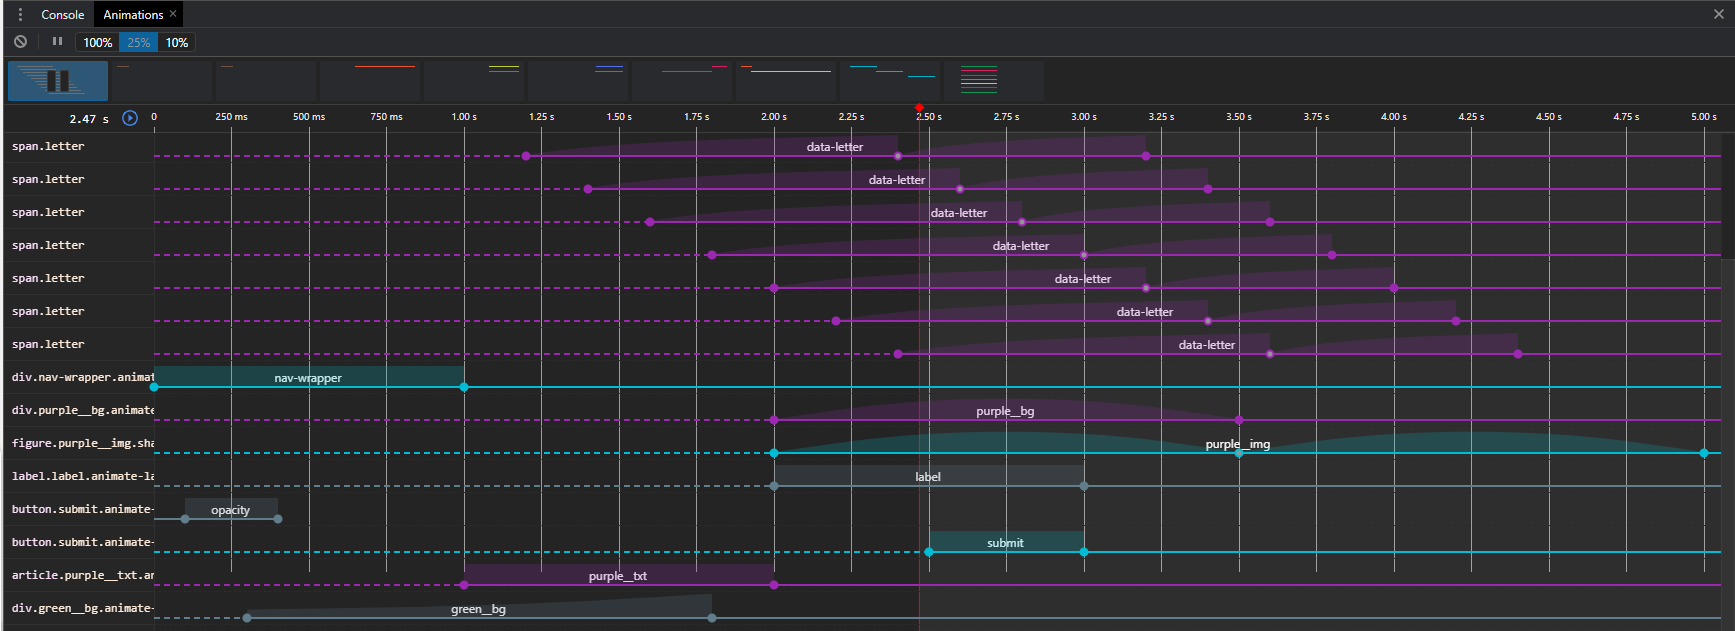 Console Animations ×
100% 25% 10%
2.47 s 0 250 ms 500 ms 750 ms 1.00 s 1.25 s 1.50 s 1.75 s 2.00 s 2.25 s 2.50 s 2.75 s 3.00 s 3.25 s 3.50 s 3.75 s 4.00 s 4.25 s 4.50 s 4.75 s 5.00 s
span.letter data-letter
span.letter data-letter
span.letter data-letter
span.letter data-letter
span.letter data-letter
span.letter data-letter
span.letter data-letter
div.nav-wrapper.animat nav-wrapper
div.purple__bg.animate- purple__bg
figure.purple__img.sha purple__img
label.label.animate-la label
button.submit.animate- opacity
button.submit.animate- submit
article.purple__txt.an purple__txt
div.green__bg.animate- green__bg